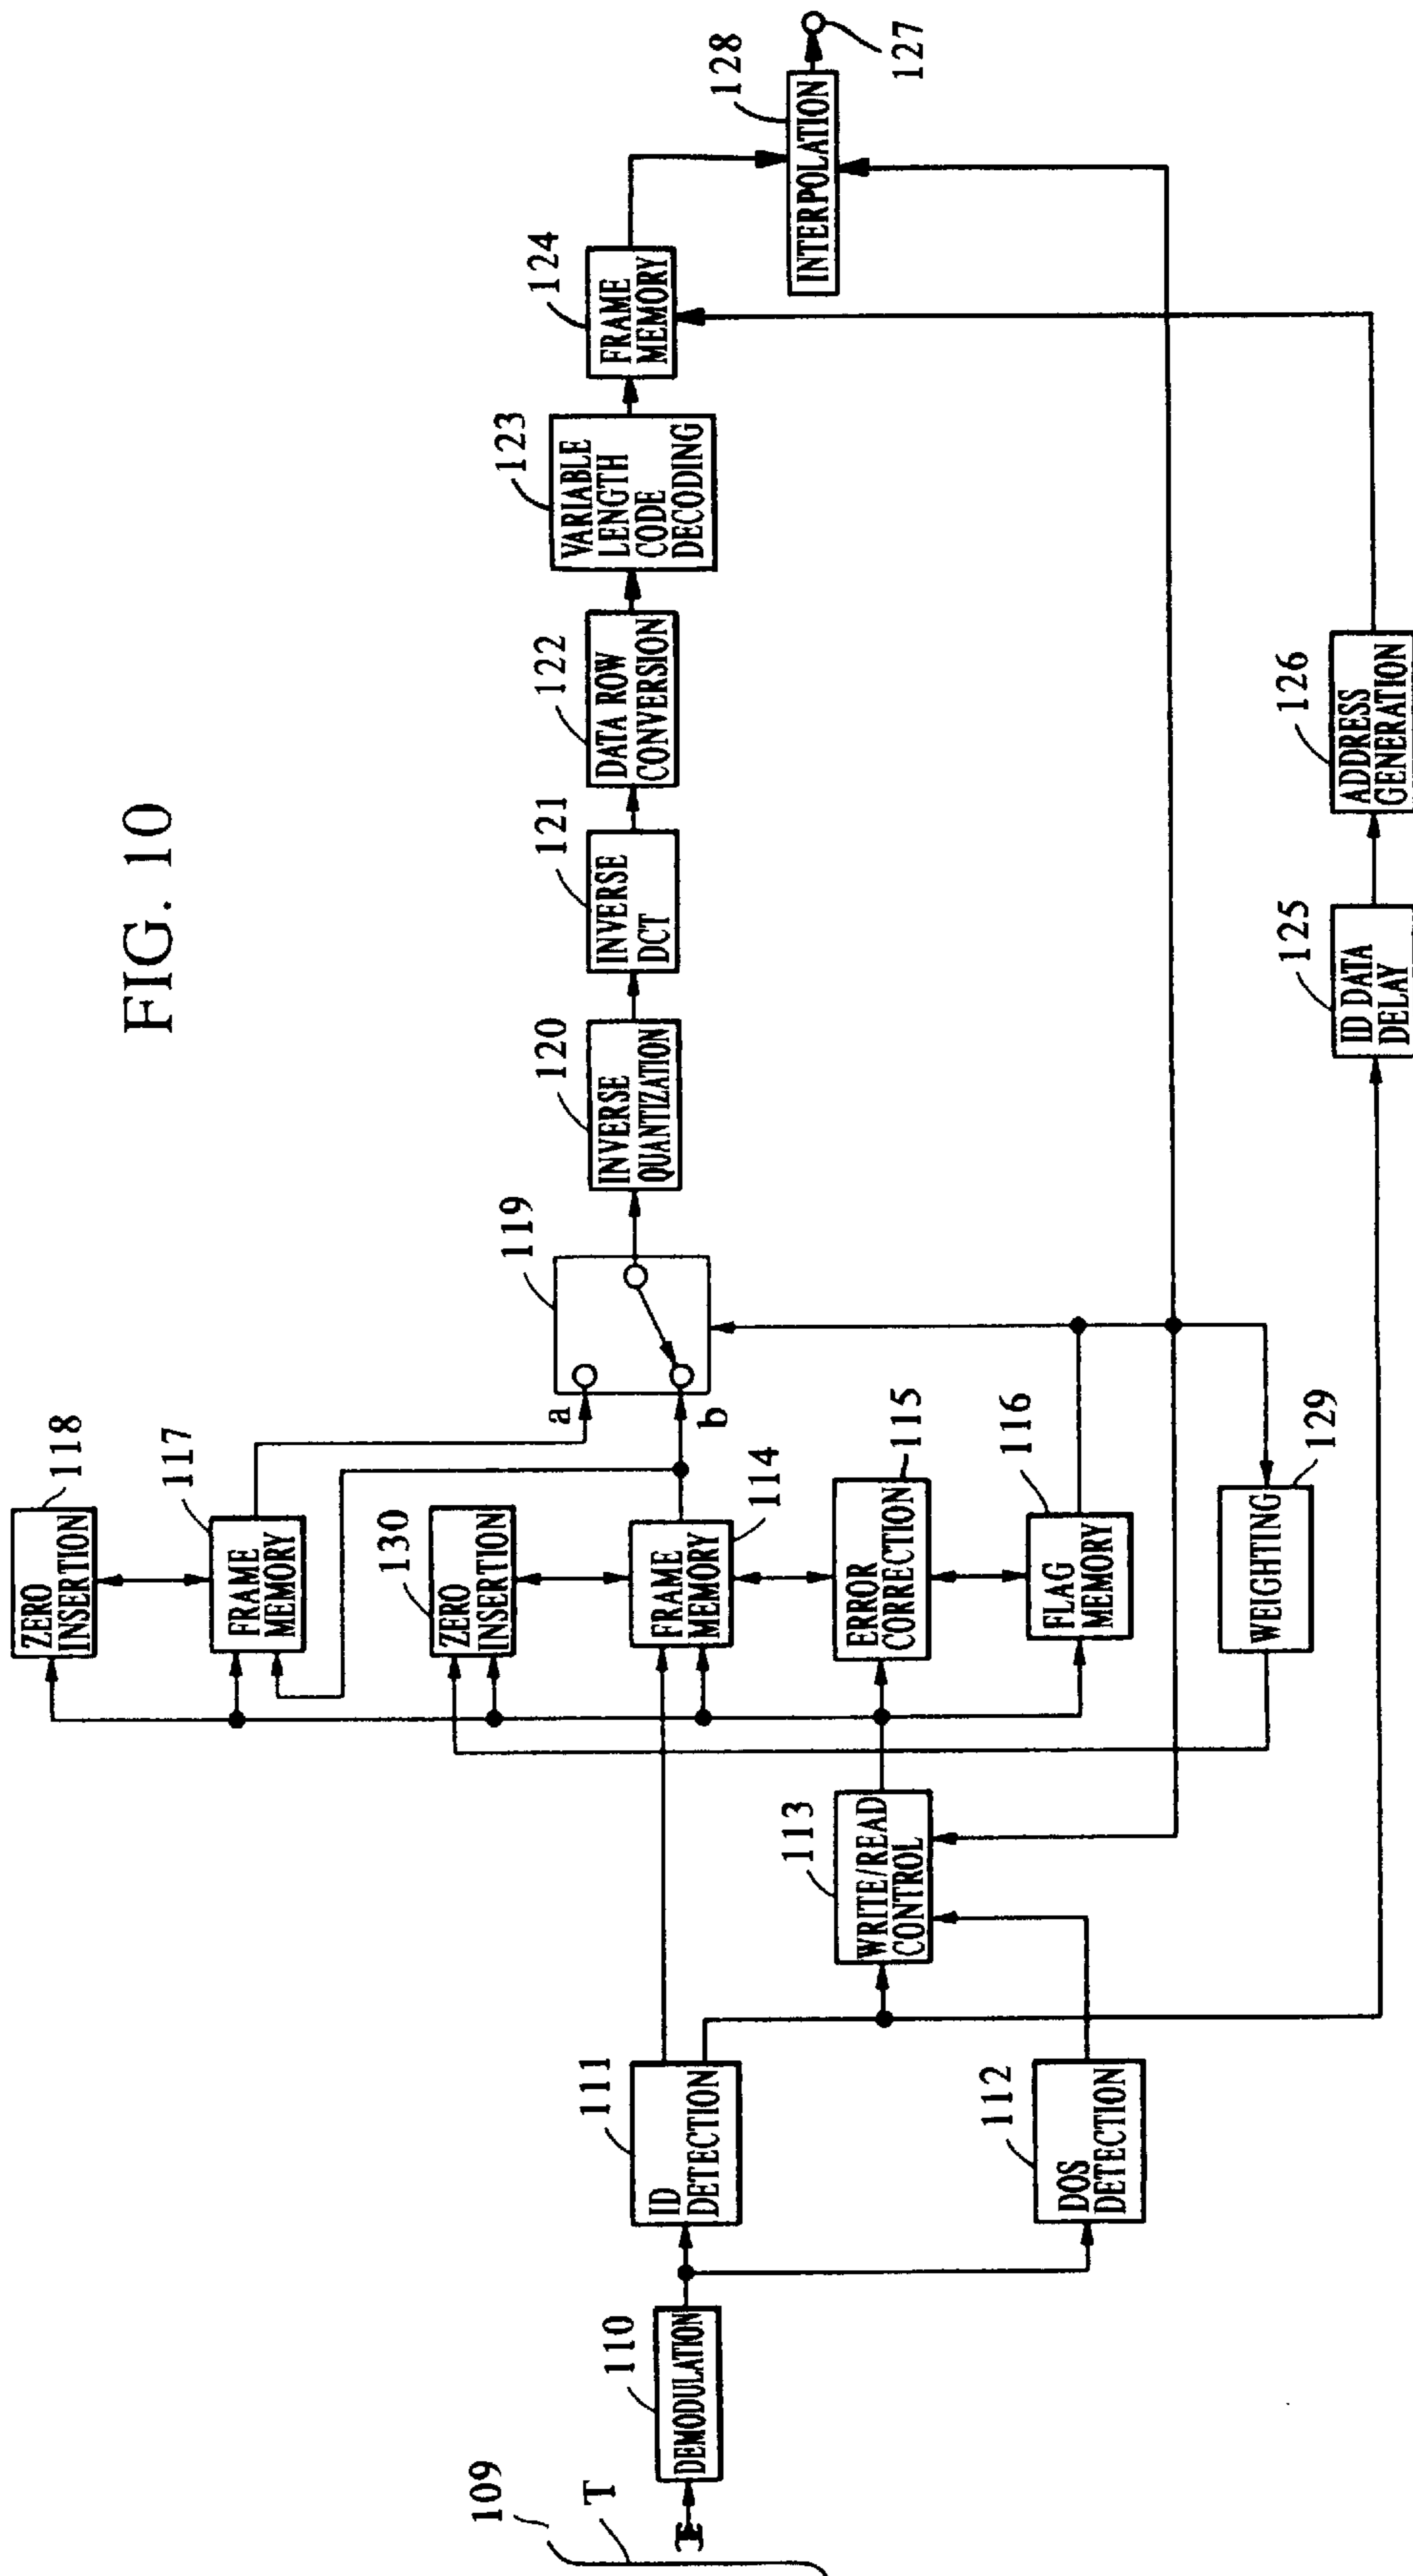 FIG. 10
109
T
110
DEMODULATION
111
ID
DETECTION
112
DOS
DETECTION
113
WRITE/READ
CONTROL
118
ZERO
INSERTION
117
FRAME
MEMORY
130
ZERO
INSERTION
114
FRAME
MEMORY
115
ERROR
CORRECTION
116
FLAG
MEMORY
129
WEIGHTING
119
a
b
120
INVERSE
QUANTIZATION
121
INVERSE
DCT
122
DATA ROW
CONVERSION
123
VARIABLE
LENGTH
CODE
DECODING
124
FRAME
MEMORY
125
ID DATA
DELAY
126
ADDRESS
GENERATION
128
INTERPOLATION
127